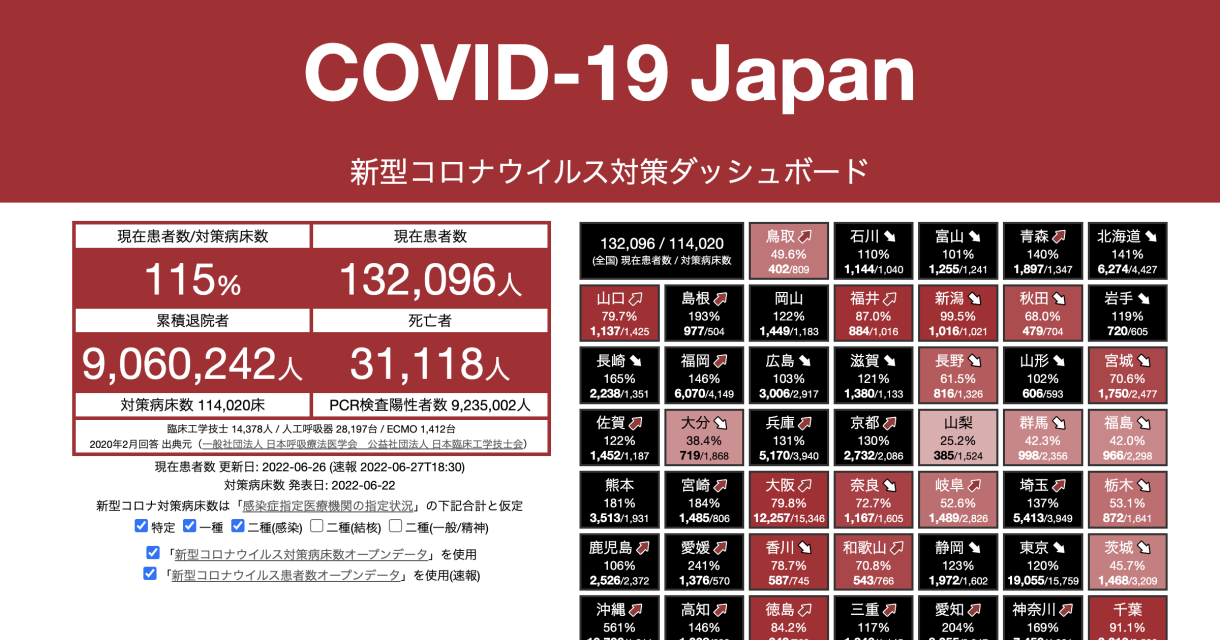 COVID-19 Japan
新型コロナウイルス対策ダッシュボード
現在患者数/対策病床数
現在患者数
115%
132,096人
累積退院者
死亡者
9,060,242人
31,118人
対策病床数 114,020床
PCR検査陽性者数 9,235,002人
臨床工学技士 14,378人 / 人工呼吸器 28,197台 / ECMO 1,412台
2020年2月回答 出典元（一般社団法人 日本呼吸療法医学会　公益社団法人 日本臨床工学技士会）
現在患者数 更新日: 2022-06-26 (速報 2022-06-27T18:30)
対策病床数 発表日: 2022-06-22
新型コロナ対策病床数は「感染症指定医療機関の指定状況」の下記合計と仮定
特定 一種 二種(感染) 二種(結核) 二種(一般/精神)
「新型コロナウイルス対策病床数オープンデータ」を使用
「新型コロナウイルス患者数オープンデータ」を使用(速報)
132,096 / 114,020
(全国) 現在患者数 / 対策病床数
鳥取
49.6%
402/809
石川
110%
1,144/1,040
富山
101%
1,255/1,241
青森
140%
1,897/1,347
北海道
141%
6,274/4,427
山口
79.7%
1,137/1,425
島根
193%
977/504
岡山
122%
1,449/1,183
福井
87.0%
884/1,016
新潟
99.5%
1,016/1,021
秋田
68.0%
479/704
岩手
119%
720/605
長崎
165%
2,238/1,351
福岡
146%
6,070/4,149
広島
103%
3,006/2,917
滋賀
121%
1,380/1,133
長野
61.5%
816/1,326
山形
102%
606/593
宮城
70.6%
1,750/2,477
佐賀
122%
1,452/1,187
大分
38.4%
719/1,868
兵庫
131%
5,170/3,940
京都
130%
2,732/2,086
山梨
25.2%
385/1,524
群馬
42.3%
998/2,356
福島
42.0%
966/2,298
熊本
181%
3,513/1,931
宮崎
184%
1,485/806
大阪
79.8%
12,257/15,346
奈良
72.7%
1,167/1,605
岐阜
52.6%
1,489/2,826
埼玉
137%
5,413/3,949
栃木
53.1%
872/1,641
鹿児島
106%
2,526/2,372
愛媛
241%
1,376/570
香川
78.7%
587/745
和歌山
70.8%
543/766
静岡
123%
1,972/1,602
東京
120%
19,055/15,759
茨城
45.7%
1,468/3,209
沖縄
561%
高知
146%
徳島
84.2%
三重
117%
愛知
204%
神奈川
169%
千葉
91.1%